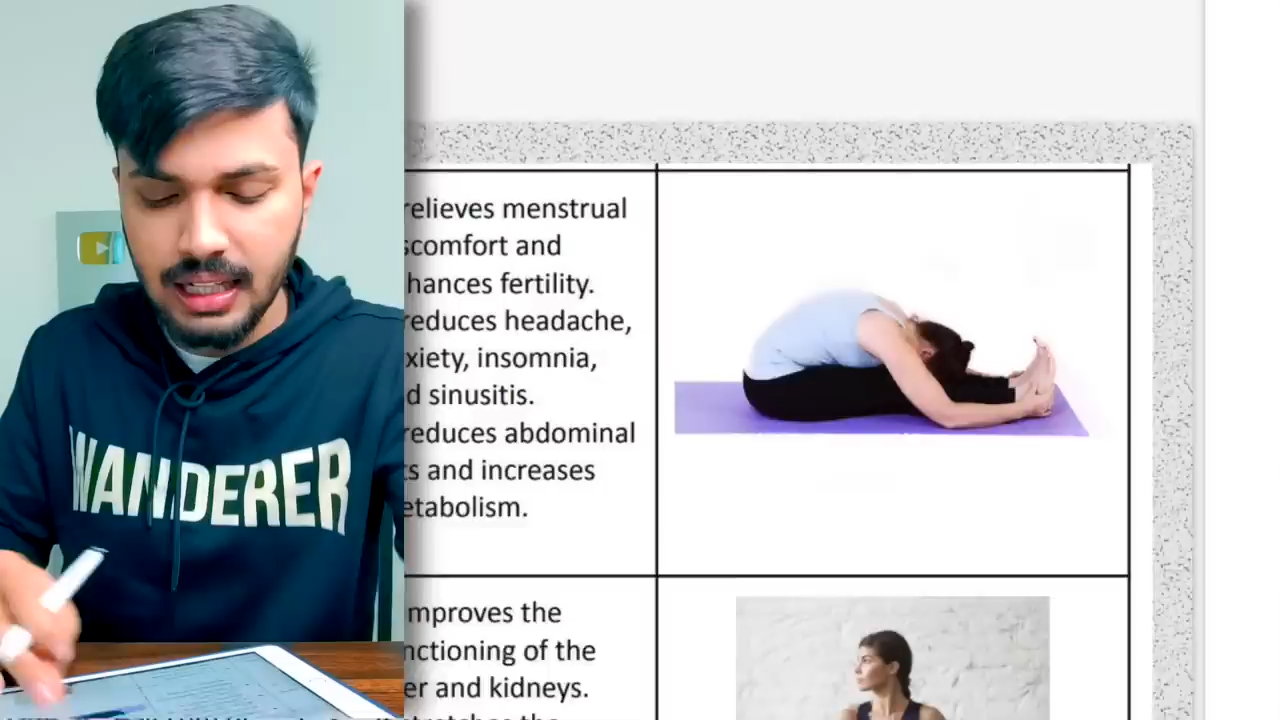 WANDERER
relieves menstrual
scomfort and
hances fertility.
reduces headache,
xiety, insomnia,
d sinusitis.
reduces abdominal
ts and increases
etabolism.
mproves the
nctioning of the
er and kidneys.